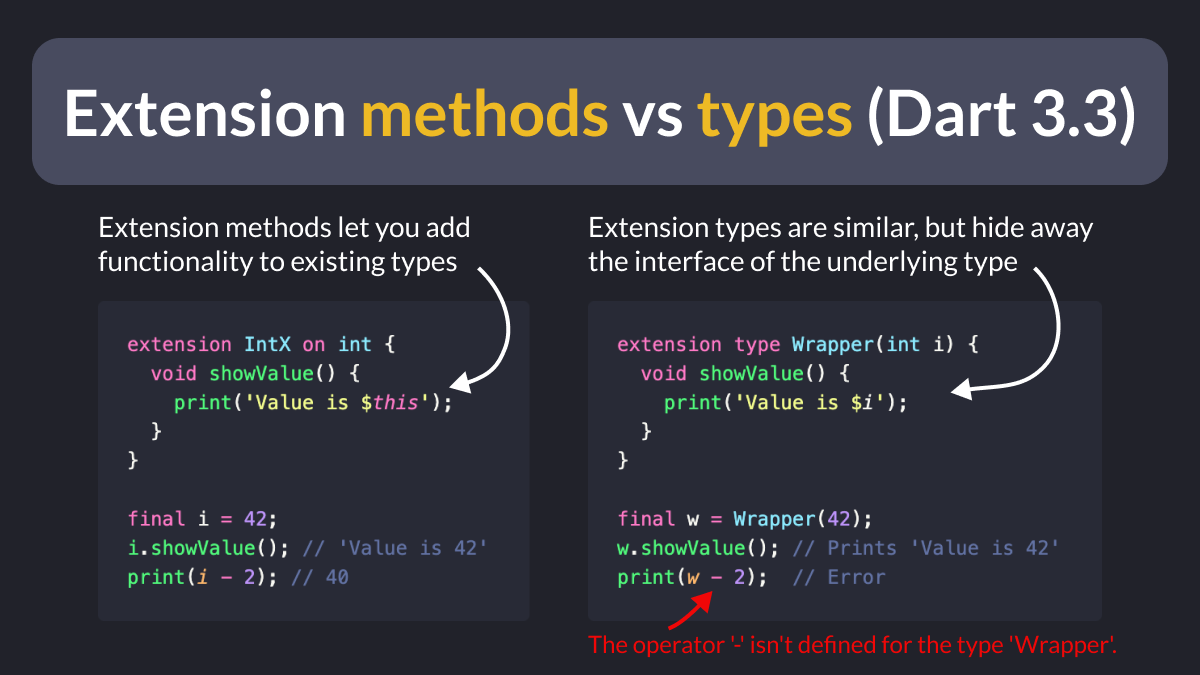 Extension methods vs types (Dart 3.3)
Extension methods let you add
functionality to existing types
extension IntX on int {
  void showValue() {
    print('Value is $this');
  }
}
final i = 42;
i.showValue(); // 'Value is 42'
print(i - 2); // 40
Extension types are similar, but hide away
the interface of the underlying type
extension type Wrapper(int i) {
  void showValue() {
    print('Value is $i');
  }
}
final w = Wrapper(42);
w.showValue(); // Prints 'Value is 42'
print(w - 2);  // Error
The operator '-' isn't defined for the type 'Wrapper'.